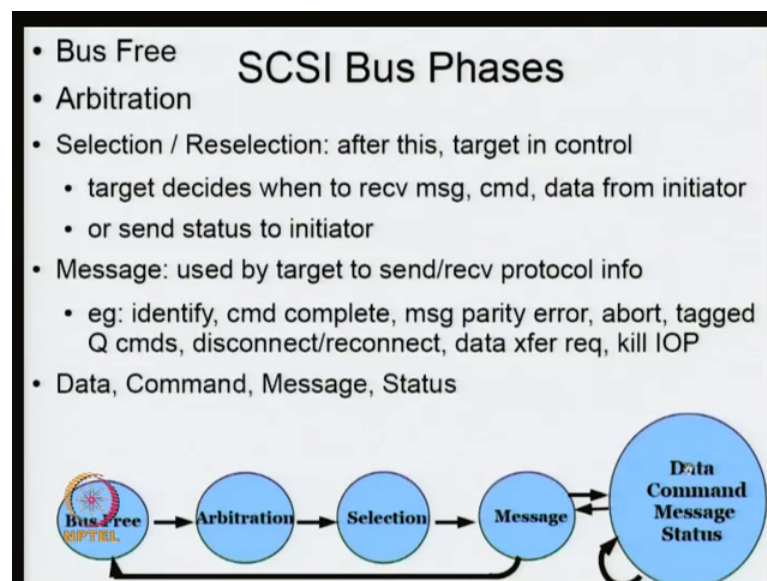 • Bus Free
SCSI Bus Phases
• Arbitration
• Selection / Reselection: after this, target in control
• target decides when to recv msg, cmd, data from initiator
• or send status to initiator
• Message: used by target to send/recv protocol info
• eg: identify, cmd complete, msg parity error, abort, tagged
Q cmds, disconnect/reconnect, data xfer req, kill IOP
• Data, Command, Message, Status
Bus Free
Arbitration
Selection
Message
Data
Command
Message
Status
NPTEL